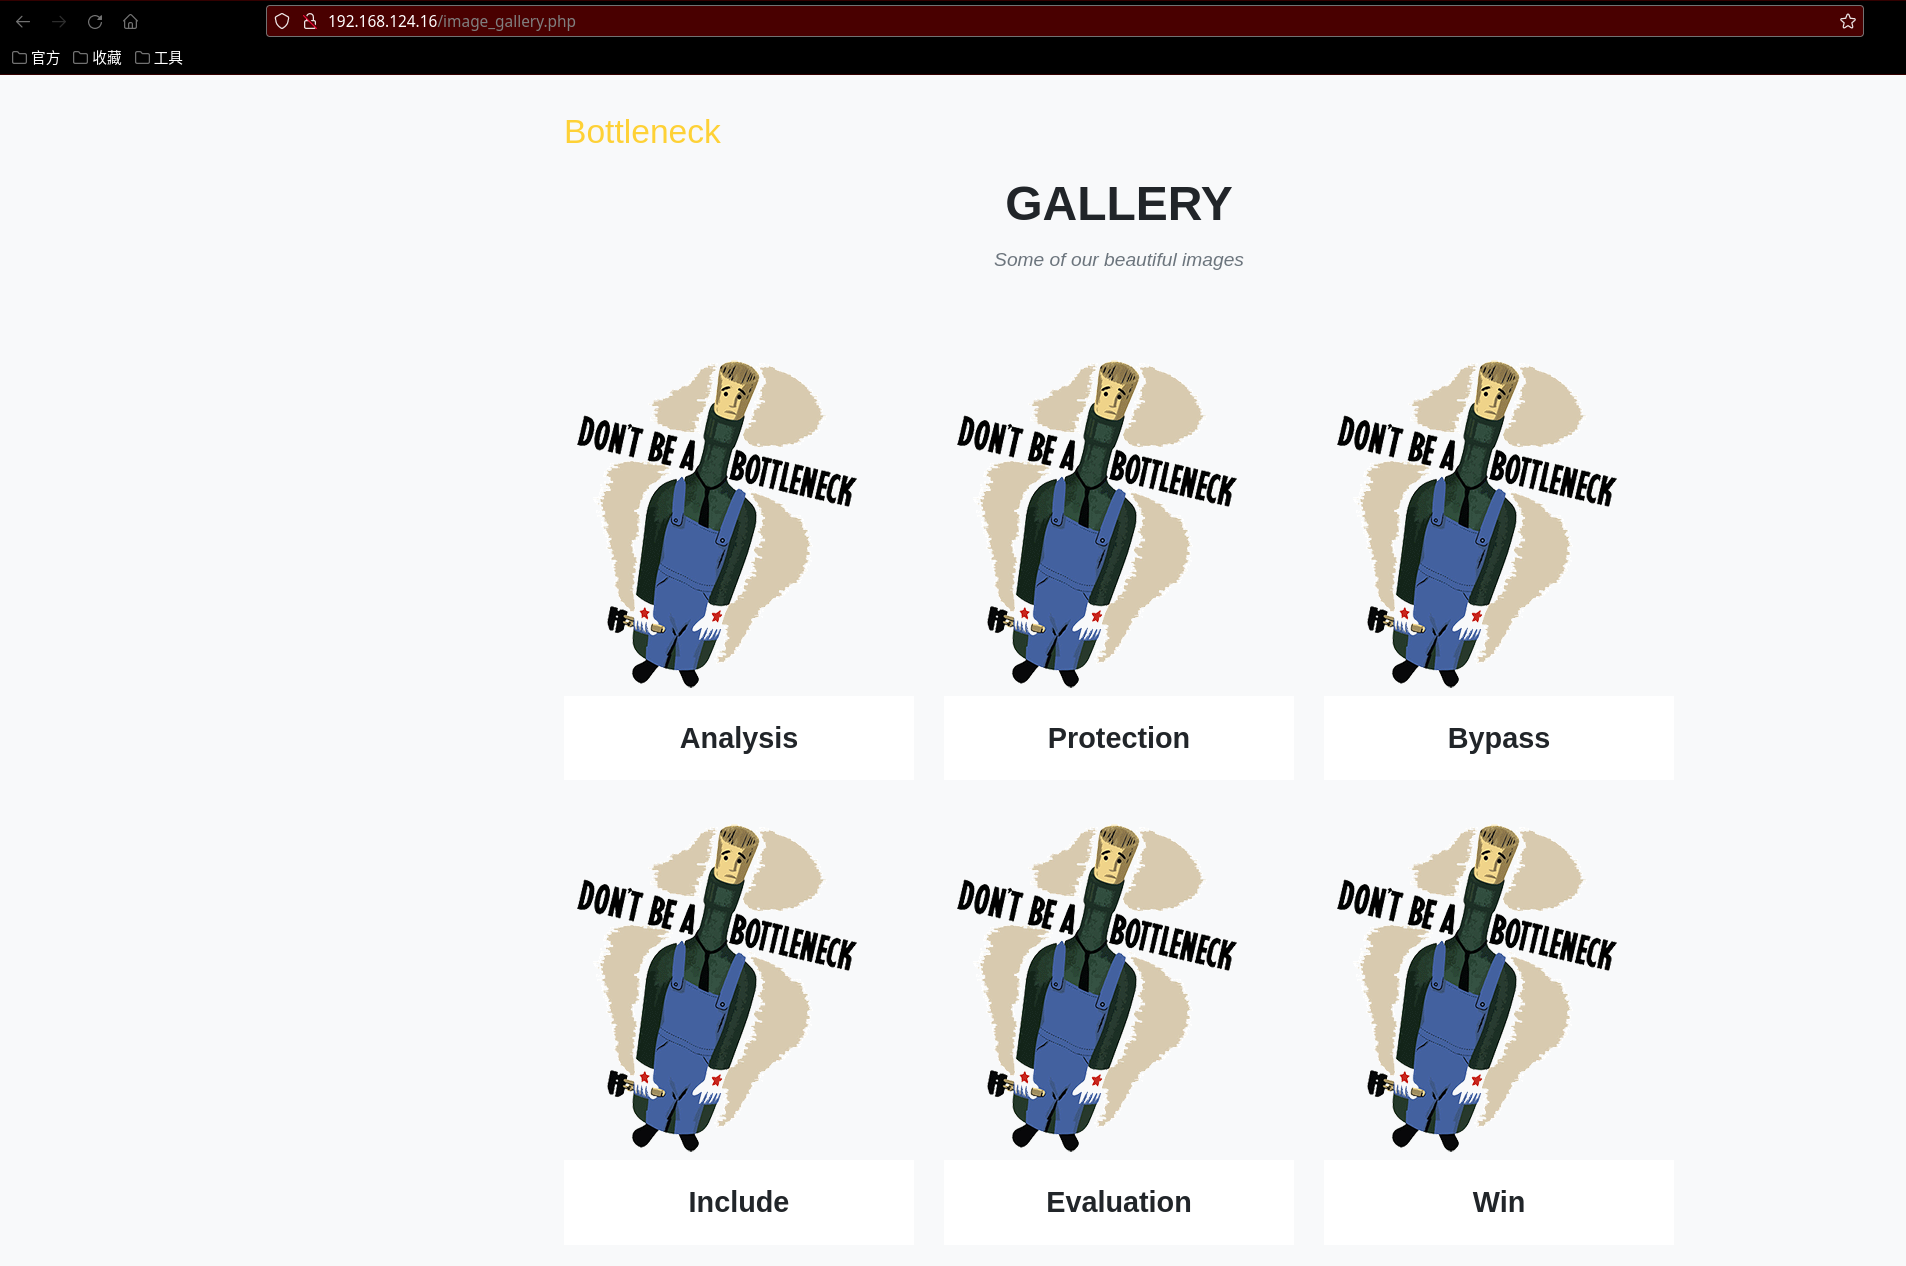 192.168.124.16/image_gallery.php
官方 收藏 工具
Bottleneck
GALLERY
Some of our beautiful images
DON'T BE A BOTTLENECK
DON'T BE A BOTTLENECK
DON'T BE A BOTTLENECK
Analysis
Protection
Bypass
DON'T BE A BOTTLENECK
DON'T BE A BOTTLENECK
DON'T BE A BOTTLENECK
Include
Evaluation
Win